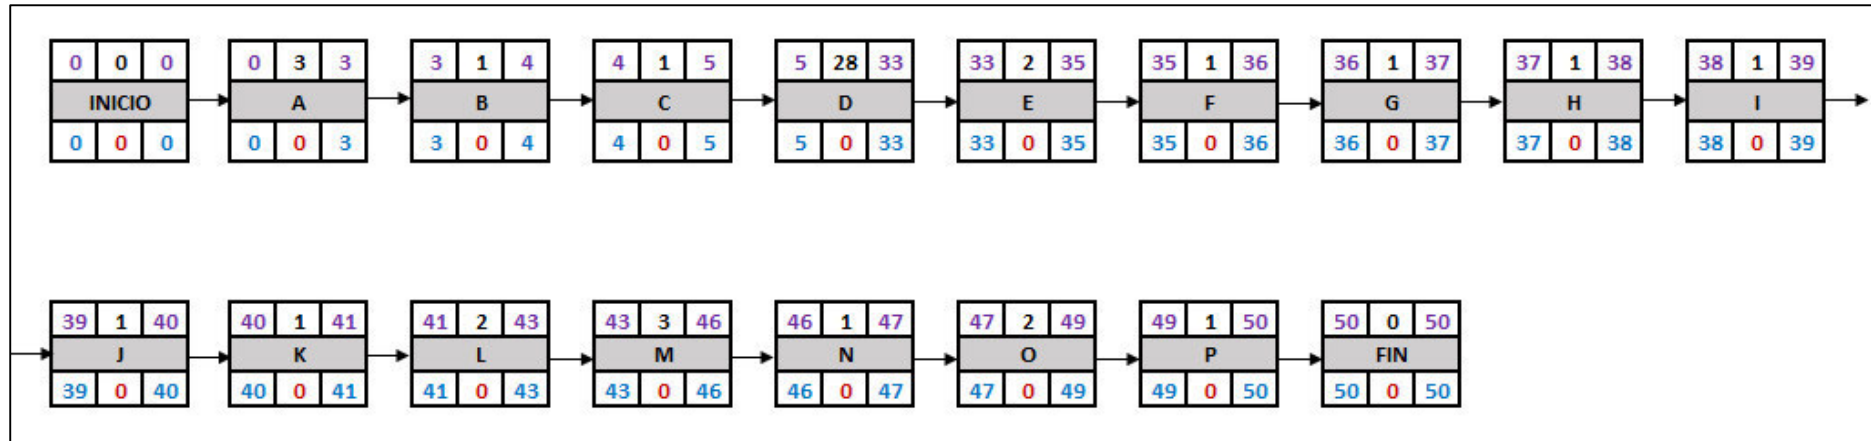 0 0 0 0 3 3 3 1 4 4 1 5 5 28 33 33 2 35 35 1 36 36 1 37 37 1 38 38 1 39
INICIO A B C D E F G H I
0 0 0 0 0 3 3 0 4 4 0 5 5 0 33 33 0 35 35 0 36 36 0 37 37 0 38 38 0 39
39 1 40 40 1 41 41 2 43 43 3 46 46 1 47 47 2 49 49 1 50 50 0 50
J K L M N O P FIN
39 0 40 40 0 41 41 0 43 43 0 46 46 0 47 47 0 49 49 0 50 50 0 50